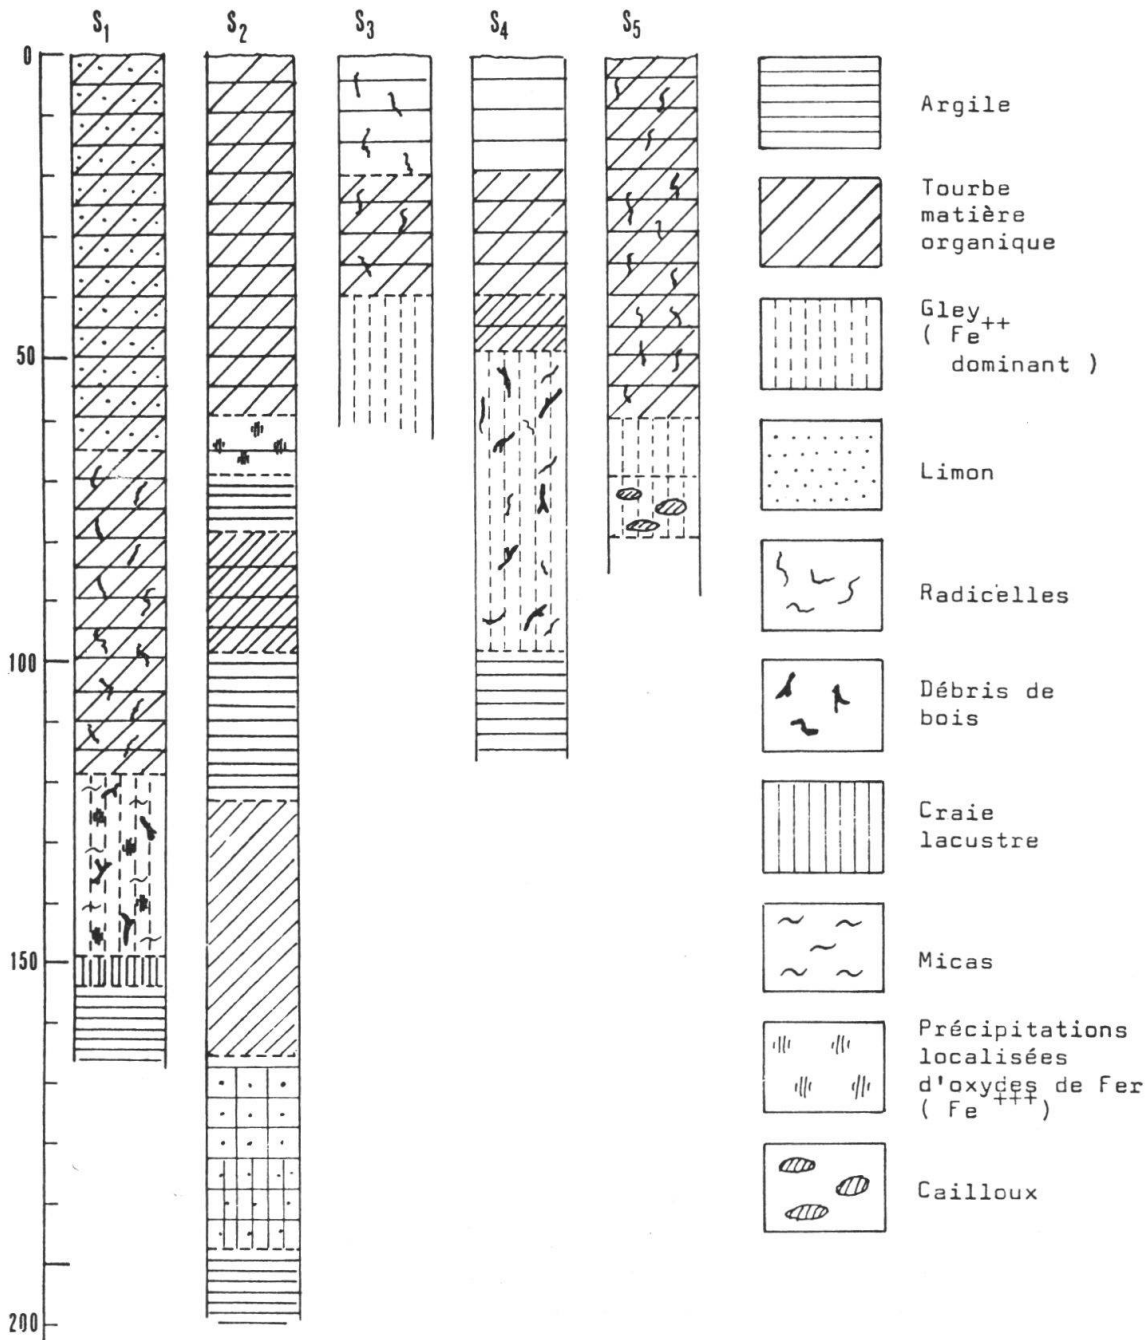 S1
S2
S3
S4
S5
0
50
100
150
200
Argile
Tourbe
matière
organique
Gley
( Fe++
dominant )
Limon
Radicelles
Débris de
bois
Craie
lacustre
Micas
Précipitations
localisées
d'oxydes de Fer
( Fe+++ )
Cailloux